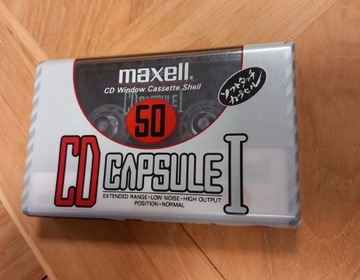 maxell
CD Window Cassette Shell
CAPSULE
50
ソフトタッチ
カプセル
CD CAPSULE I
EXTENDED RANGE・LOW NOISE・HIGH OUTPUT
POSITION・NORMAL